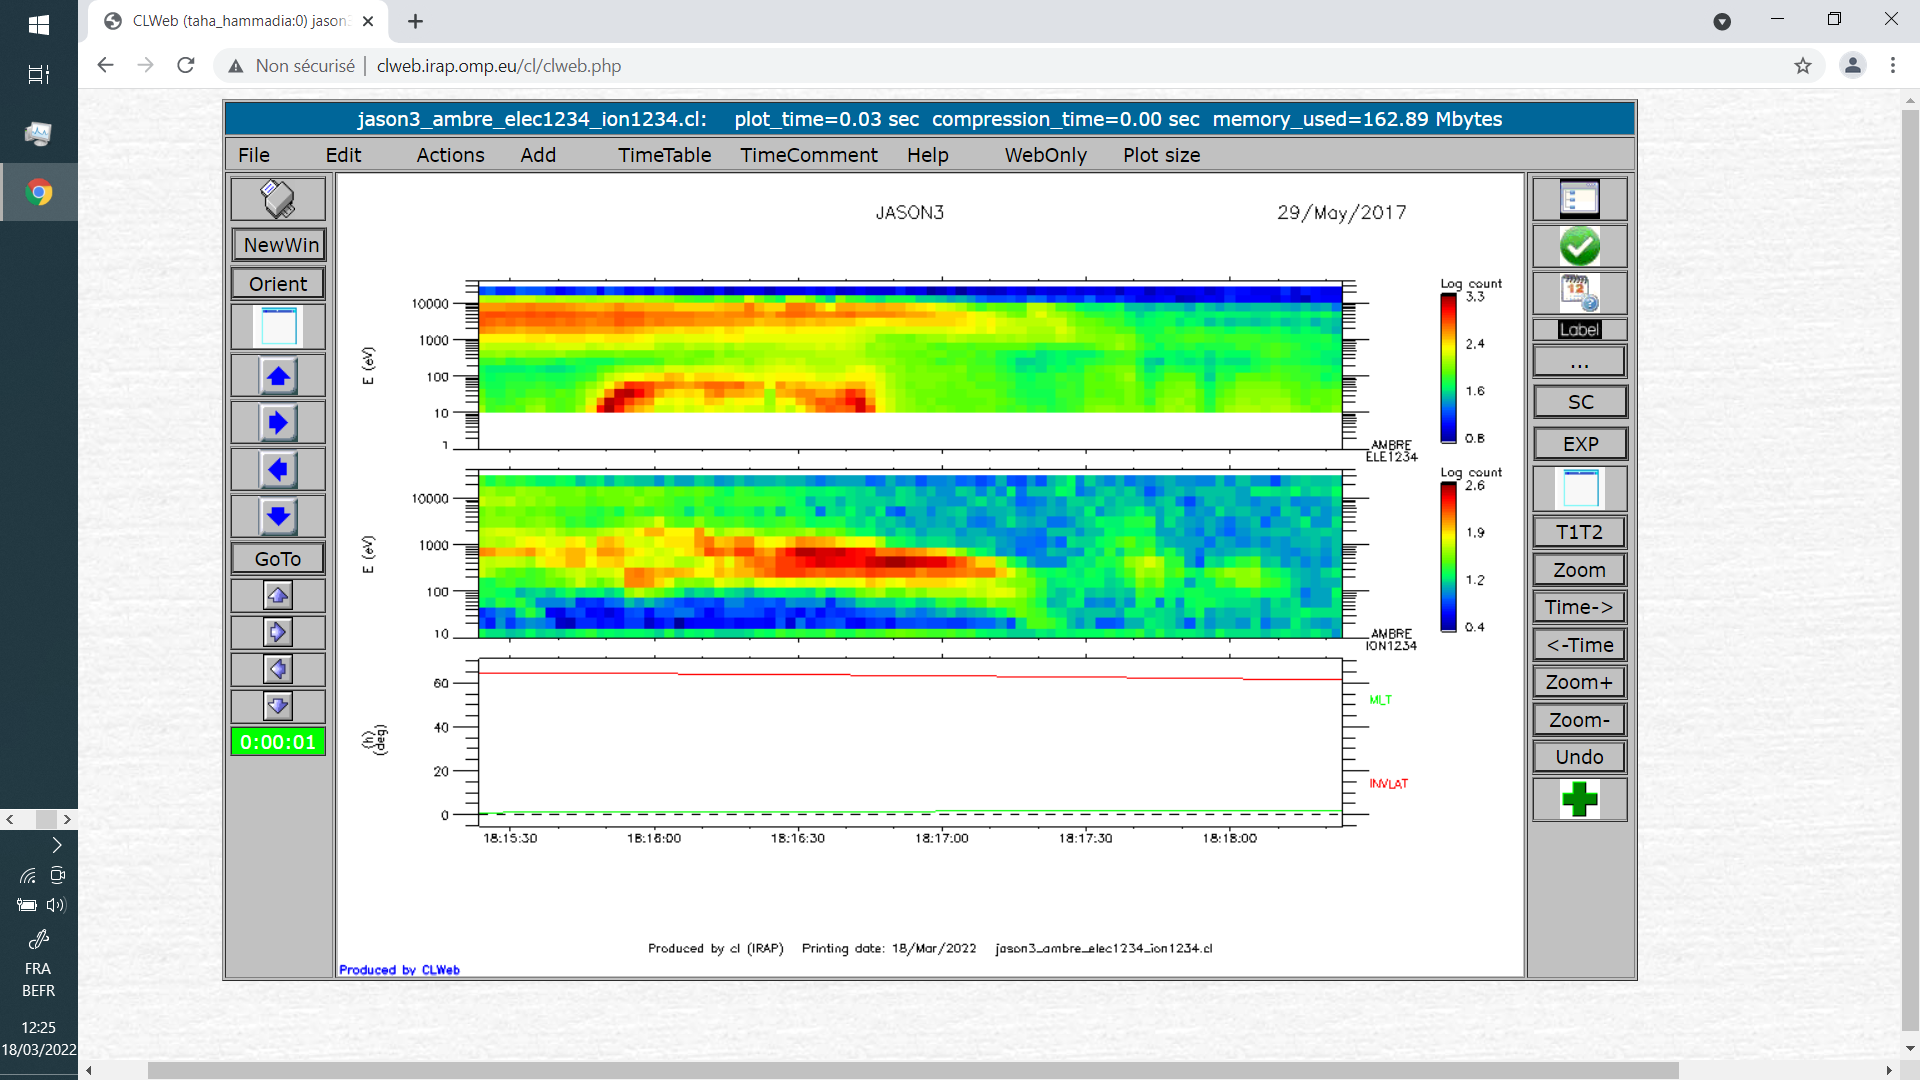 CLWeb (taha_hammadia:0) jason3
Non sécurisé | clweb.irap.omp.eu/cl/clweb.php
jason3_ambre_elec1234_ion1234.cl: plot_time=0.03 sec compression_time=0.00 sec memory_used=162.89 Mbytes
File Edit Actions Add TimeTable TimeComment Help WebOnly Plot size
NewWin
Orient
GoTo
0:00:01
JASON3 29/May/2017
Log count
3.3
2.4
1.6
0.8
10000
1000
100
10
1
E (eV)
AMBRE
ELE1234
Log count
2.6
1.9
1.2
0.4
10000
1000
100
10
E (eV)
AMBRE
ION1234
60
40
20
0
(h)
(deg)
MLT
INVLAT
18:15:30 18:16:00 18:16:30 18:17:00 18:17:30 18:18:00
Produced by cl (IRAP) Printing date: 18/Mar/2022 jason3_ambre_elec1234_ion1234.cl
Produced by CLWeb
12
Label
...
SC
EXP
T1T2
Zoom
Time->
<-Time
Zoom+
Zoom-
Undo
FRA
BEFR
12:25
18/03/2022